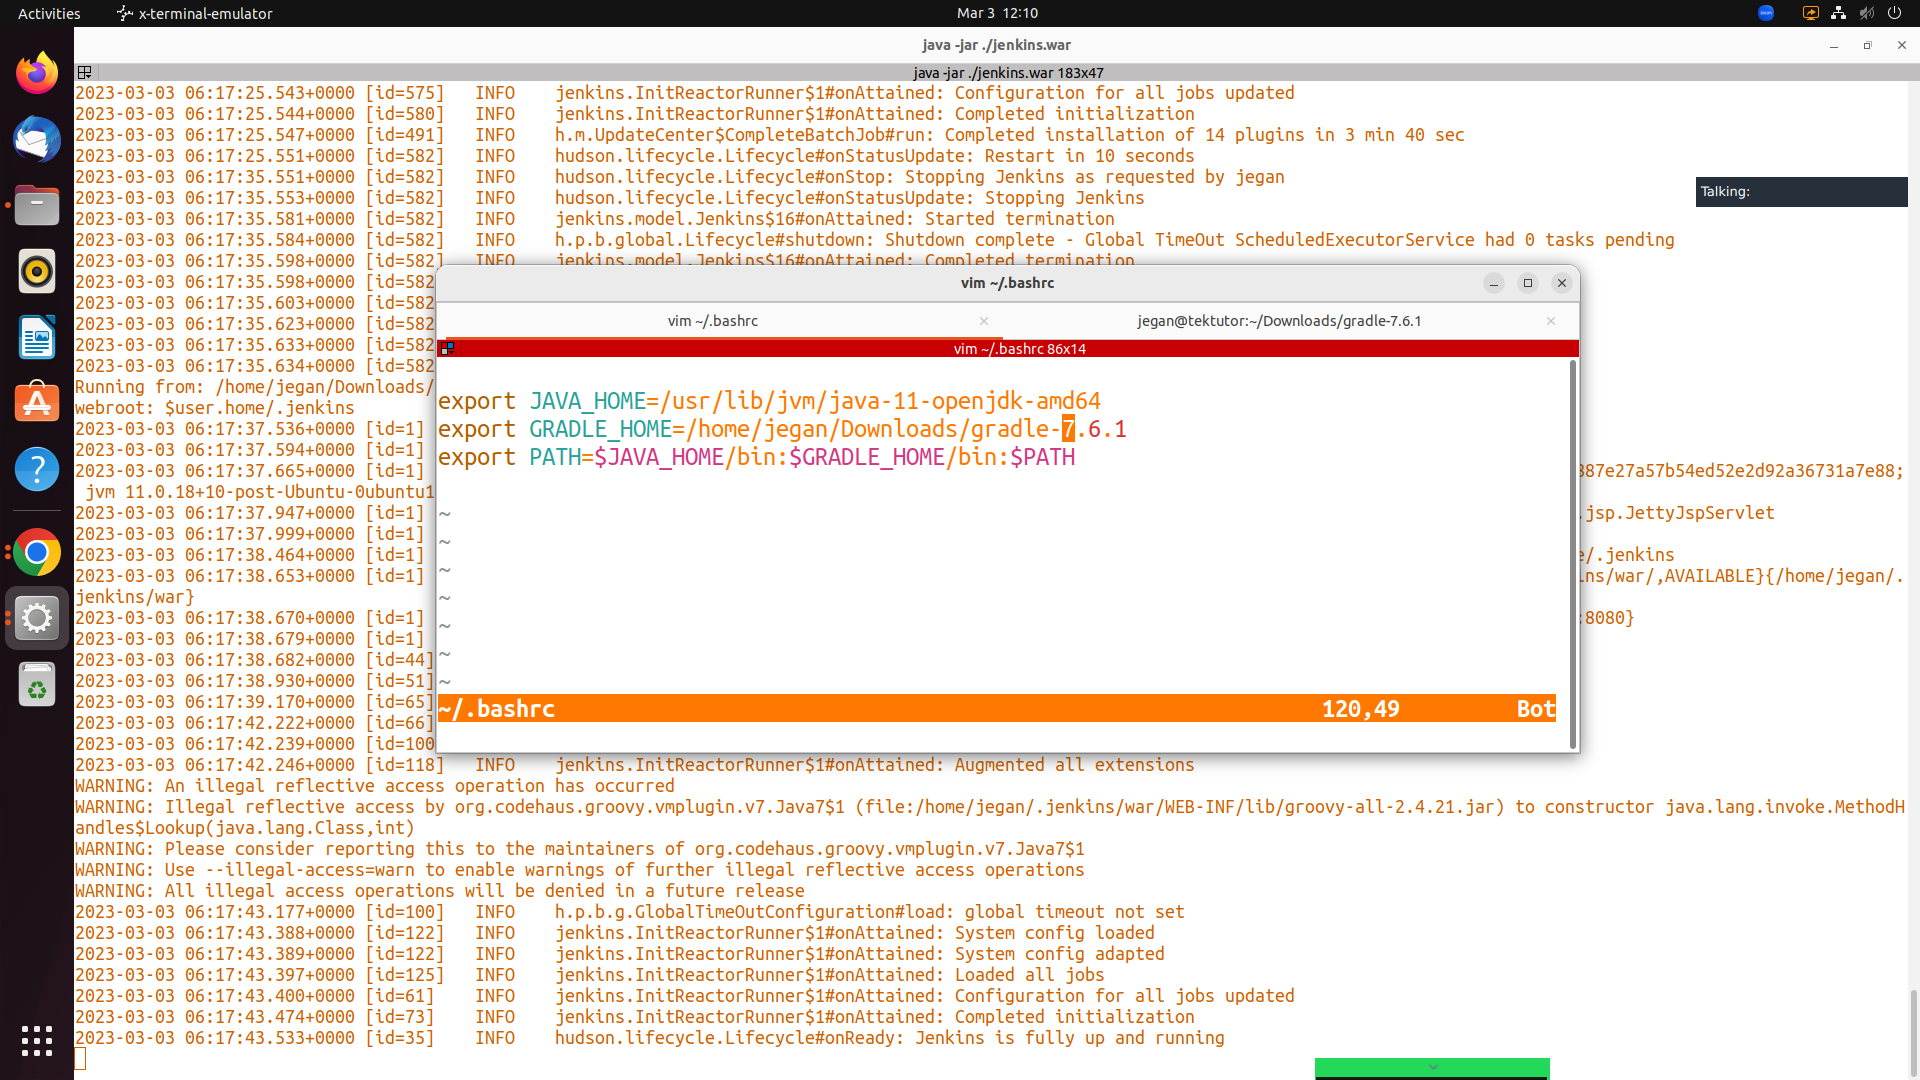 Activities
x-terminal-emulator
Mar 3 12:10
zoom
java -jar ./jenkins.war
java -jar ./jenkins.war 183x47
2023-03-03 06:17:25.543+0000 [id=575] INFO jenkins.InitReactorRunner$1#onAttained: Configuration for all jobs updated
2023-03-03 06:17:25.544+0000 [id=580] INFO jenkins.InitReactorRunner$1#onAttained: Completed initialization
2023-03-03 06:17:25.547+0000 [id=491] INFO h.m.UpdateCenter$CompleteBatchJob#run: Completed installation of 14 plugins in 3 min 40 sec
2023-03-03 06:17:25.551+0000 [id=582] INFO hudson.lifecycle.Lifecycle#onStatusUpdate: Restart in 10 seconds
2023-03-03 06:17:35.551+0000 [id=582] INFO hudson.lifecycle.Lifecycle#onStop: Stopping Jenkins as requested by jegan
2023-03-03 06:17:35.553+0000 [id=582] INFO hudson.lifecycle.Lifecycle#onStatusUpdate: Stopping Jenkins
Talking:
2023-03-03 06:17:35.581+0000 [id=582] INFO jenkins.model.Jenkins$16#onAttained: Started termination
2023-03-03 06:17:35.584+0000 [id=582] INFO h.p.b.global.Lifecycle#shutdown: Shutdown complete - Global TimeOut ScheduledExecutorService had 0 tasks pending
2023-03-03 06:17:35.598+0000 [id=582] INFO jenkins.model.Jenkins$16#onAttained: Completed termination
2023-03-03 06:17:35.598+0000 [id=582
2023-03-03 06:17:35.603+0000 [id=582
2023-03-03 06:17:35.623+0000 [id=582
2023-03-03 06:17:35.633+0000 [id=582
2023-03-03 06:17:35.634+0000 [id=582
Running from: /home/jegan/Downloads/
webroot: $user.home/.jenkins
2023-03-03 06:17:37.536+0000 [id=1]
2023-03-03 06:17:37.594+0000 [id=1]
2023-03-03 06:17:37.665+0000 [id=1] 887e27a57b54ed52e2d92a36731a7e88;
jvm 11.0.18+10-post-Ubuntu-0ubuntu1
2023-03-03 06:17:37.947+0000 [id=1] .jsp.JettyJspServlet
2023-03-03 06:17:37.999+0000 [id=1]
2023-03-03 06:17:38.464+0000 [id=1] e/.jenkins
2023-03-03 06:17:38.653+0000 [id=1] ins/war/,AVAILABLE}{/home/jegan/.
jenkins/war}
2023-03-03 06:17:38.670+0000 [id=1] :8080}
2023-03-03 06:17:38.679+0000 [id=1]
2023-03-03 06:17:38.682+0000 [id=44]
2023-03-03 06:17:38.930+0000 [id=51]
2023-03-03 06:17:39.170+0000 [id=65]
2023-03-03 06:17:42.222+0000 [id=66]
2023-03-03 06:17:42.239+0000 [id=100
2023-03-03 06:17:42.246+0000 [id=118] INFO jenkins.InitReactorRunner$1#onAttained: Augmented all extensions
WARNING: An illegal reflective access operation has occurred
WARNING: Illegal reflective access by org.codehaus.groovy.vmplugin.v7.Java7$1 (file:/home/jegan/.jenkins/war/WEB-INF/lib/groovy-all-2.4.21.jar) to constructor java.lang.invoke.MethodH
andles$Lookup(java.lang.Class,int)
WARNING: Please consider reporting this to the maintainers of org.codehaus.groovy.vmplugin.v7.Java7$1
WARNING: Use --illegal-access=warn to enable warnings of further illegal reflective access operations
WARNING: All illegal access operations will be denied in a future release
2023-03-03 06:17:43.177+0000 [id=100] INFO h.p.b.g.GlobalTimeOutConfiguration#load: global timeout not set
2023-03-03 06:17:43.388+0000 [id=122] INFO jenkins.InitReactorRunner$1#onAttained: System config loaded
2023-03-03 06:17:43.389+0000 [id=122] INFO jenkins.InitReactorRunner$1#onAttained: System config adapted
2023-03-03 06:17:43.397+0000 [id=125] INFO jenkins.InitReactorRunner$1#onAttained: Loaded all jobs
2023-03-03 06:17:43.400+0000 [id=61] INFO jenkins.InitReactorRunner$1#onAttained: Configuration for all jobs updated
2023-03-03 06:17:43.474+0000 [id=73] INFO jenkins.InitReactorRunner$1#onAttained: Completed initialization
2023-03-03 06:17:43.533+0000 [id=35] INFO hudson.lifecycle.Lifecycle#onReady: Jenkins is fully up and running
vim ~/.bashrc
vim ~/.bashrc
jegan@tektutor:~/Downloads/gradle-7.6.1
vim ~/.bashrc 86x14
export JAVA_HOME=/usr/lib/jvm/java-11-openjdk-amd64
export GRADLE_HOME=/home/jegan/Downloads/gradle-7.6.1
export PATH=$JAVA_HOME/bin:$GRADLE_HOME/bin:$PATH
~
~
~
~
~
~
~
~/.bashrc 120,49 Bot